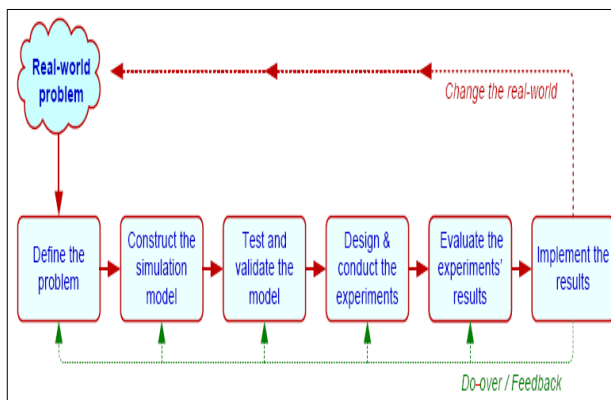 Real-world
problem
Change the real-world
Define the
problem
Construct the
simulation
model
Test and
validate the
model
Design &
conduct the
experiments
Evaluate the
experiments'
results
Implement the
results
Do-over / Feedback